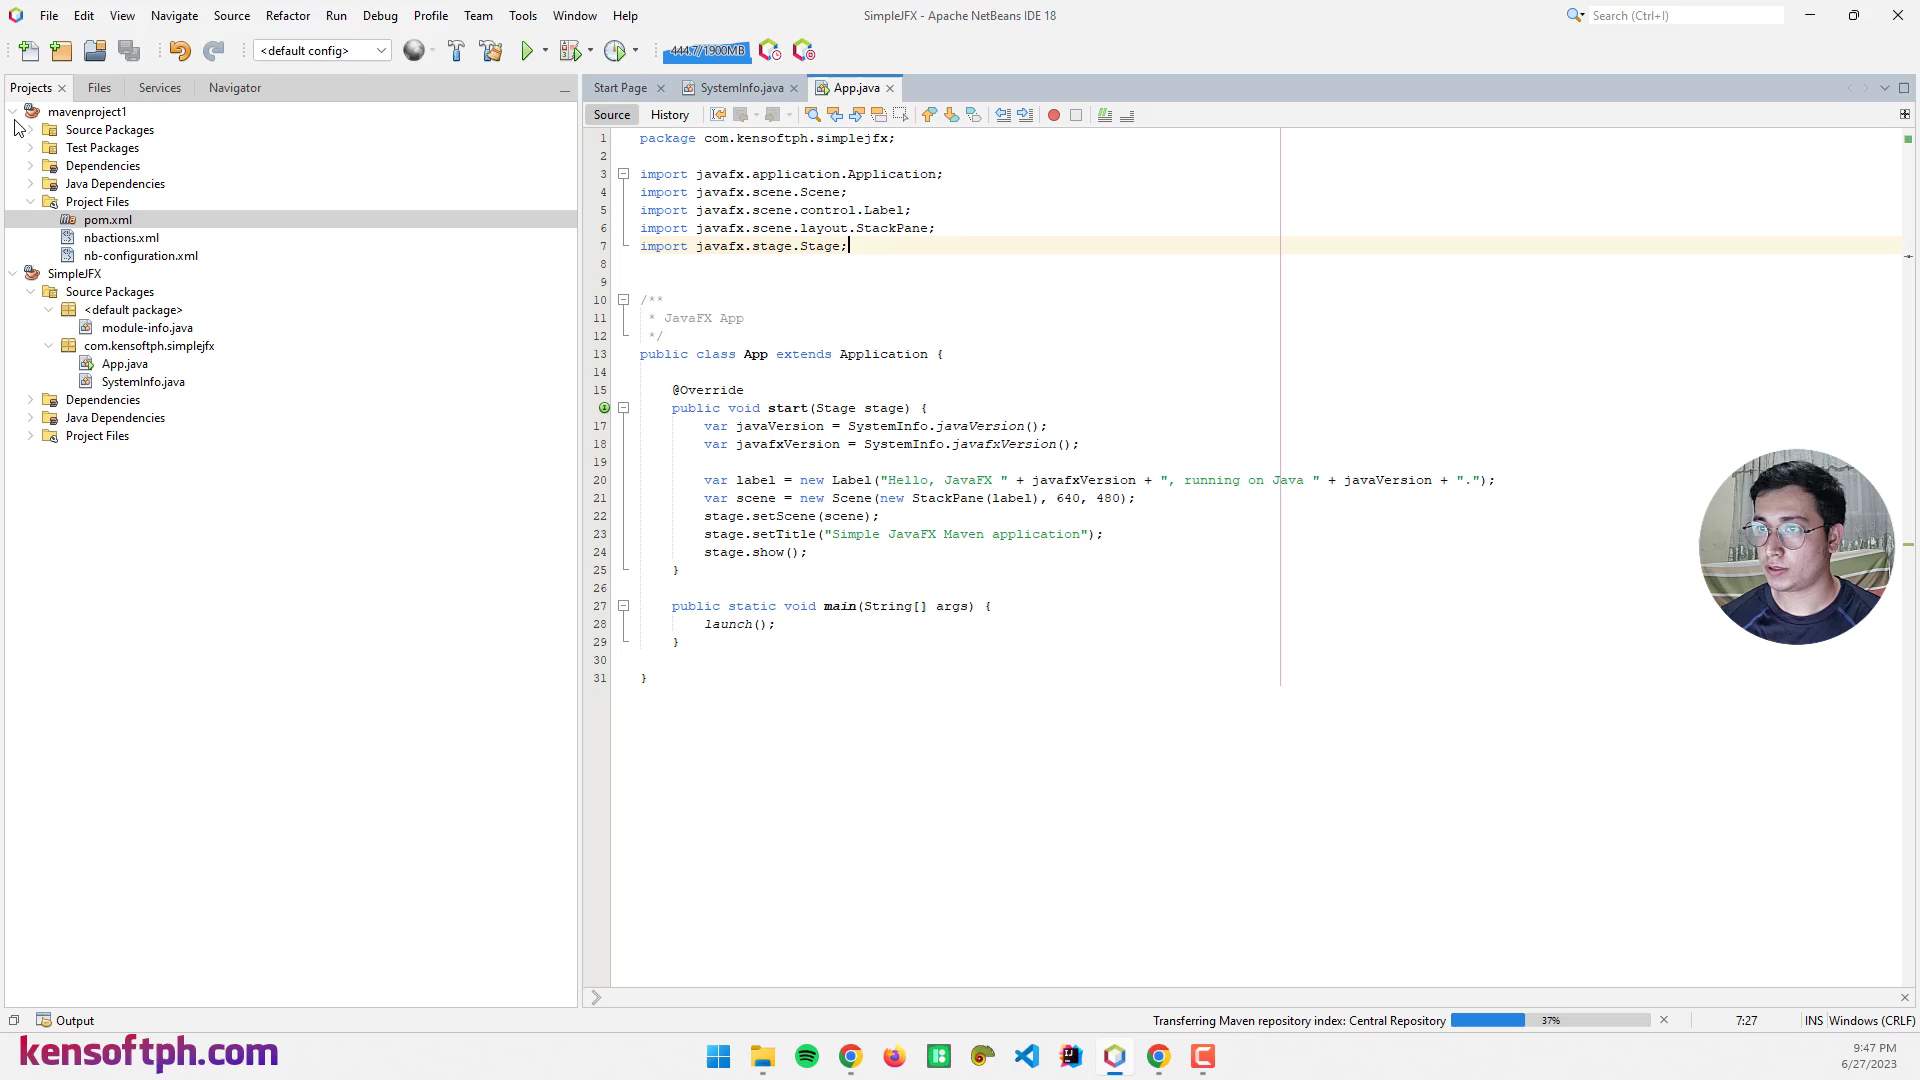 File Edit View Navigate Source Refactor Run Debug Profile Team Tools Window Help
SimpleJFX - Apache NetBeans IDE 18
Search (Ctrl+I)
<default config>
444.7/1900MB
Projects Files Services Navigator
Start Page SystemInfo.java App.java
Source History
mavenproject1
Source Packages
Test Packages
Dependencies
Java Dependencies
Project Files
pom.xml
nbactions.xml
nb-configuration.xml
SimpleJFX
Source Packages
<default package>
module-info.java
com.kensoftph.simplejfx
App.java
SystemInfo.java
Dependencies
Java Dependencies
Project Files
1 package com.kensoftph.simplejfx;
2
3 import javafx.application.Application;
4 import javafx.scene.Scene;
5 import javafx.scene.control.Label;
6 import javafx.scene.layout.StackPane;
7 import javafx.stage.Stage;
8
9
10 /**
11 * JavaFX App
12 */
13 public class App extends Application {
14
15 @Override
public void start(Stage stage) {
17 var javaVersion = SystemInfo.javaVersion();
18 var javafxVersion = SystemInfo.javafxVersion();
19
20 var label = new Label("Hello, JavaFX " + javafxVersion + ", running on Java " + javaVersion + ".");
21 var scene = new Scene(new StackPane(label), 640, 480);
22 stage.setScene(scene);
23 stage.setTitle("Simple JavaFX Maven application");
24 stage.show();
25 }
26
27 public static void main(String[] args) {
28 launch();
29 }
30
31 }
Output
Transferring Maven repository index: Central Repository 37% 7:27 INS Windows (CRLF)
kensoftph.com
9:47 PM
6/27/2023